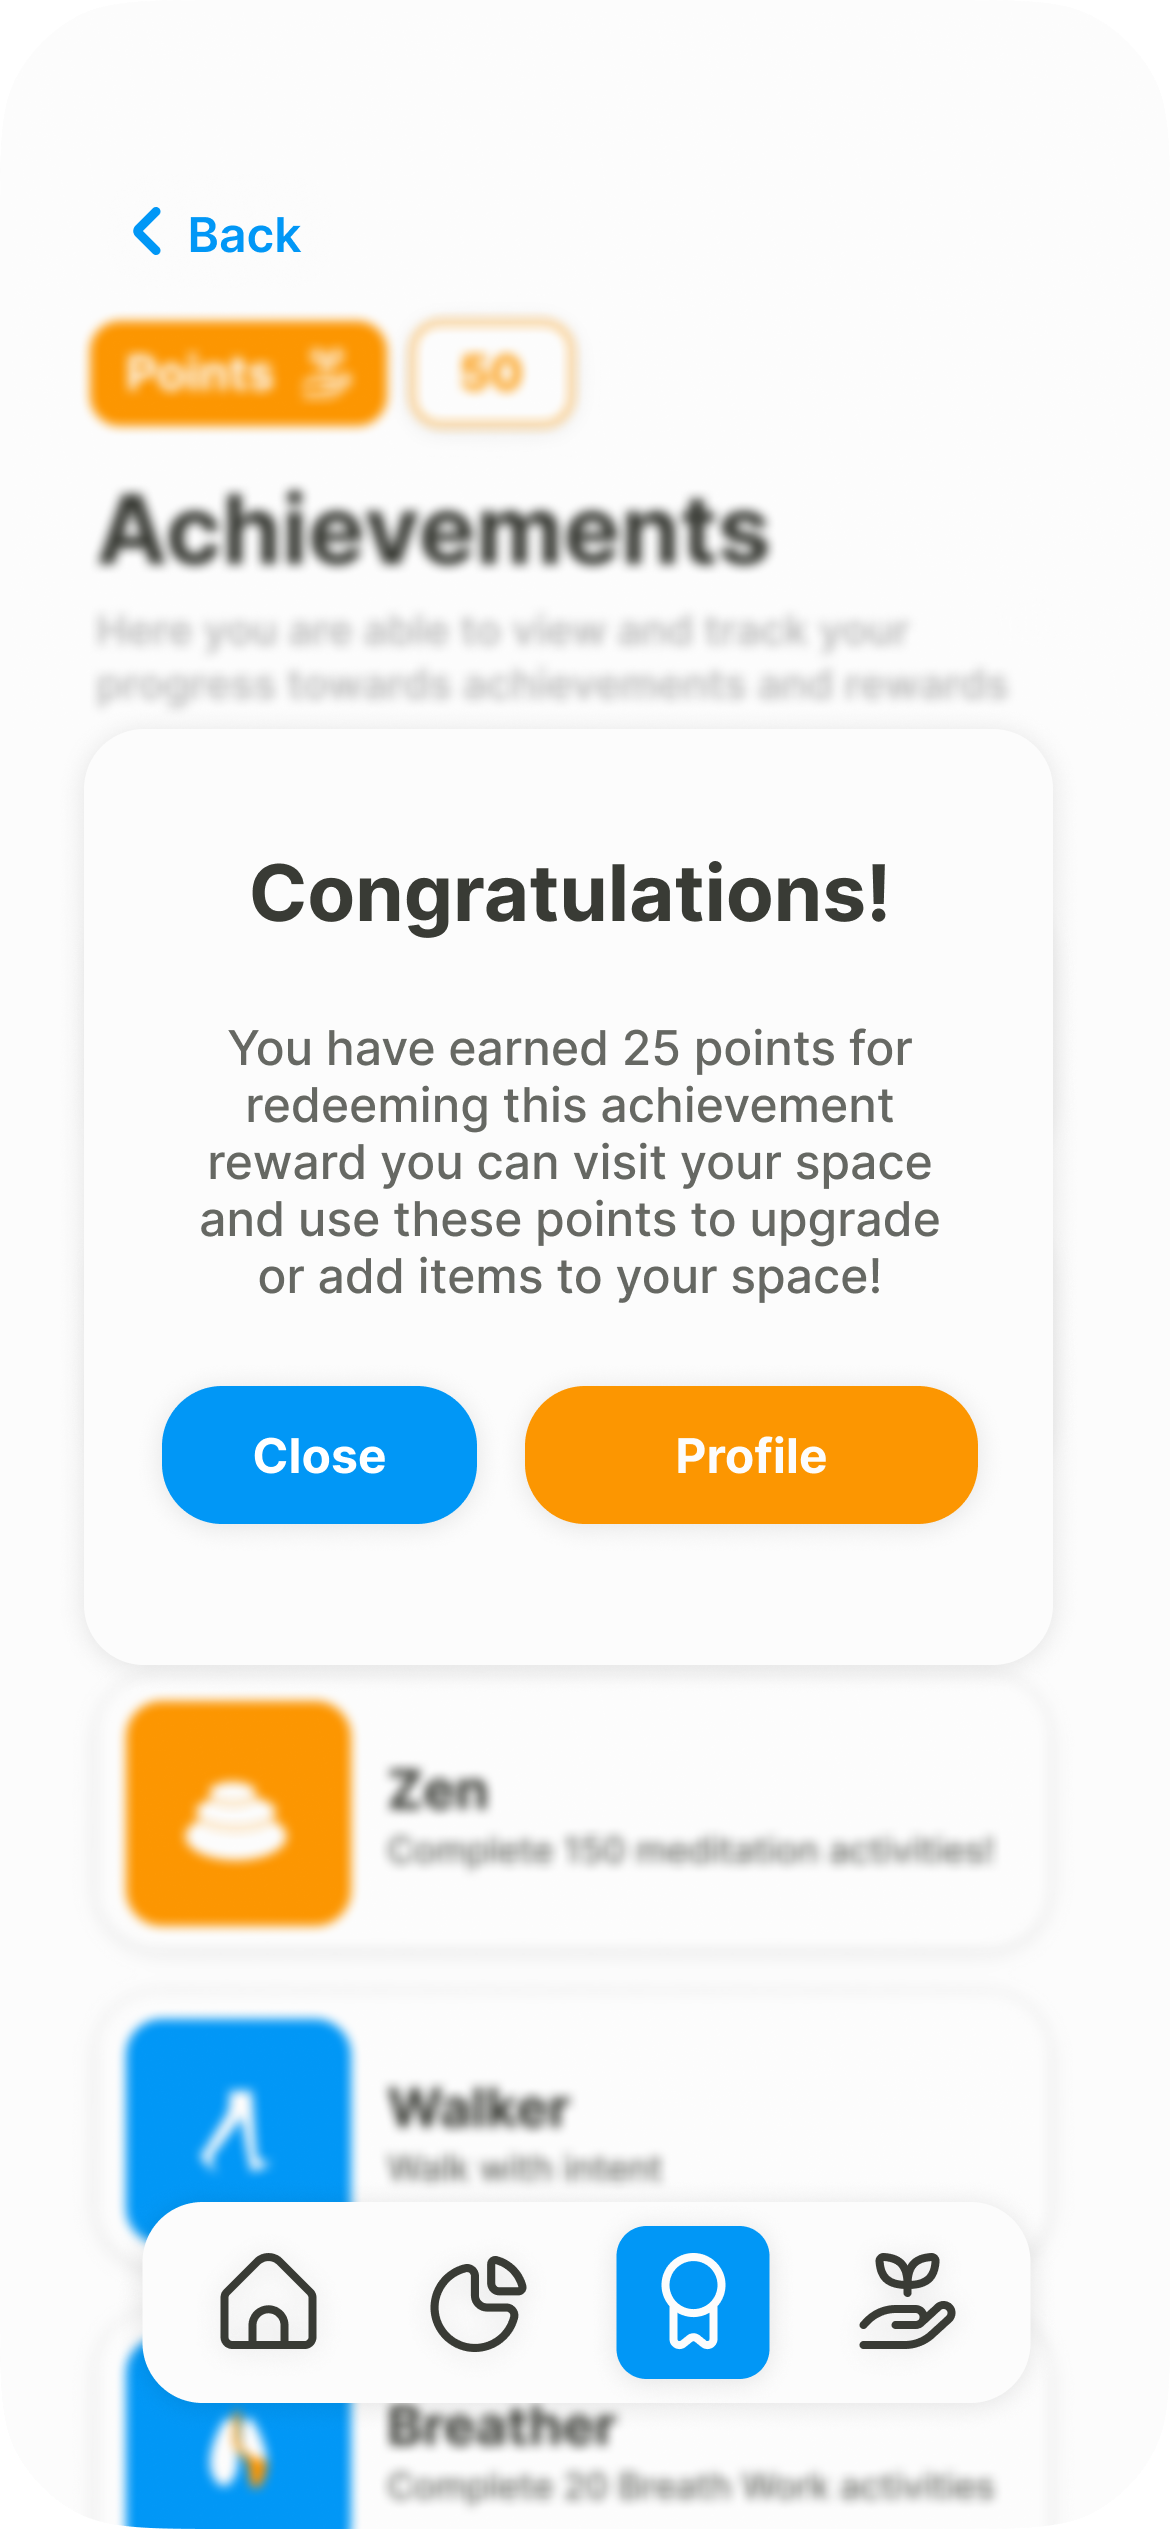 Back
Points
50
Achievements
Here you are able to view and track your
progress towards achievements and rewards
Congratulations!
You have earned 25 points for
redeeming this achievement
reward you can visit your space
and use these points to upgrade
or add items to your space!
Close
Profile
Zen
Complete 150 meditation activities!
Walker
Walk with intent
Breather
Complete 20 Breath Work activities